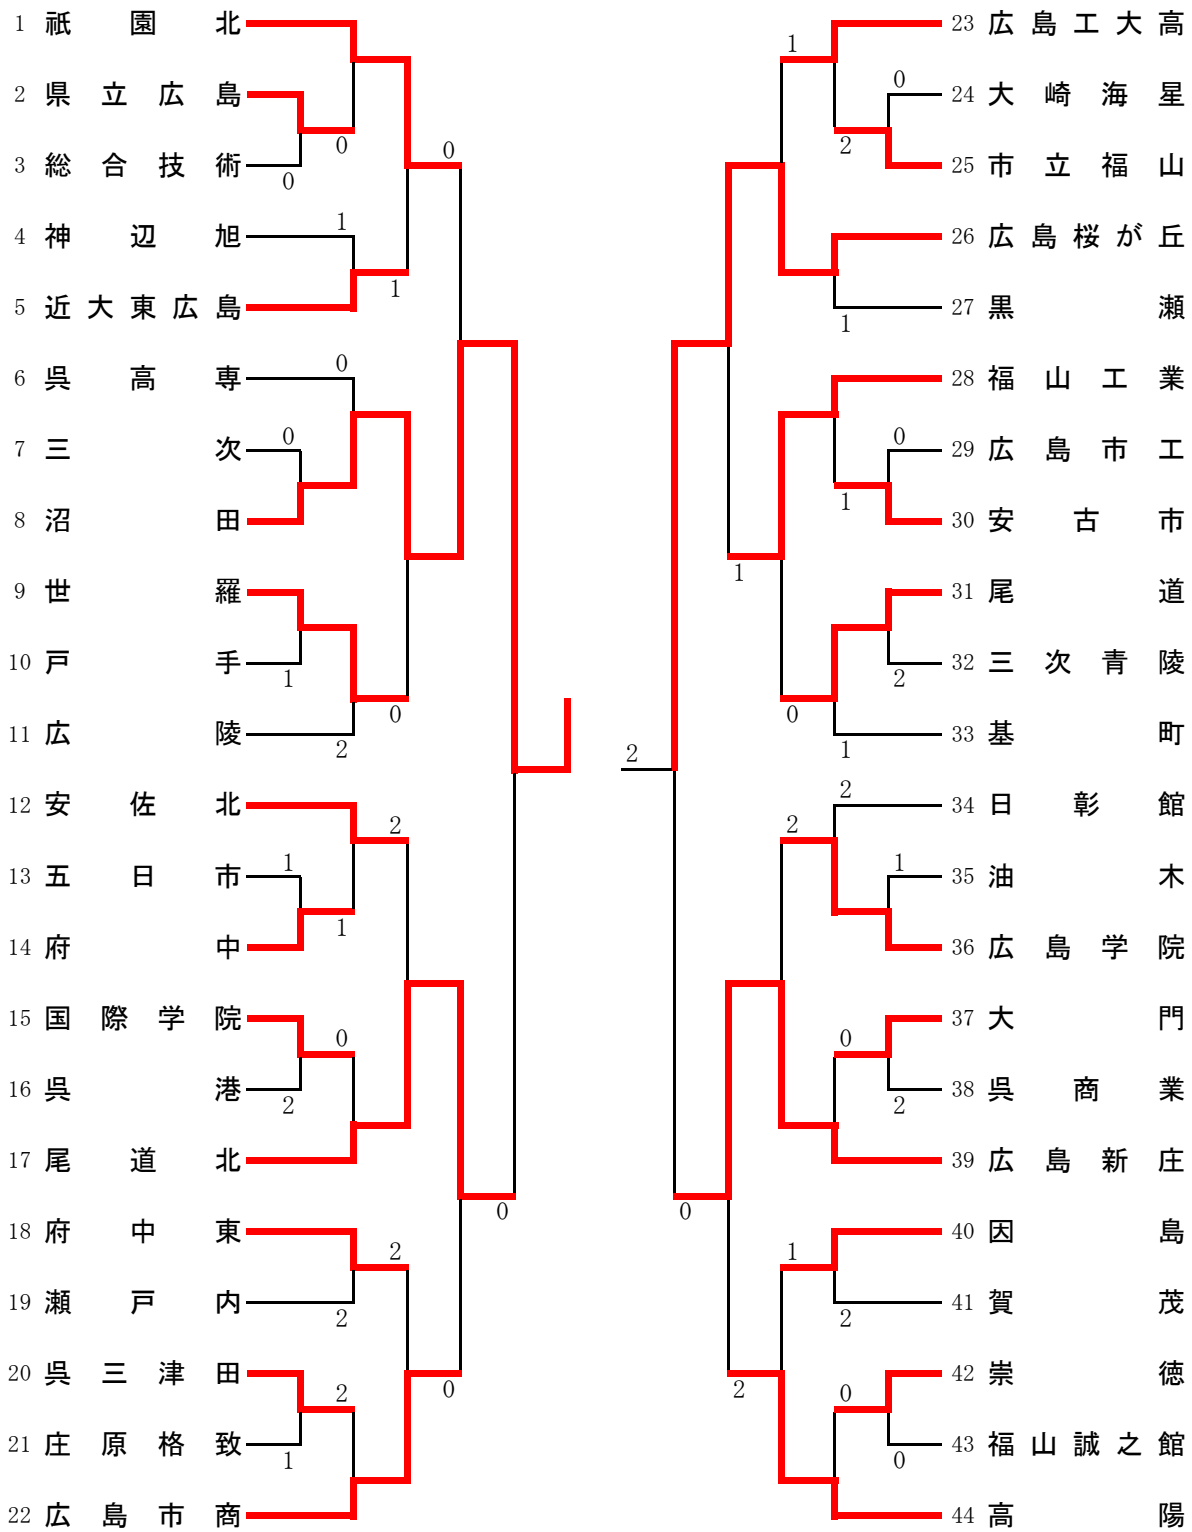 1 祇園北
2 県立広島
0
3 総合技術
0
0
4 神辺旭
1
5 近大東広島
1
6 呉高専
0
7 三次
0
8 沼田
9 世羅
10 戸手
1
0
11 広陵
2
12 安佐北
2
13 五日市
1
14 府中
1
15 国際学院
0
16 呉港
2
17 尾道北
0
18 府中東
2
19 瀬戸内
2
20 呉三津田
2
0
21 庄原格致
1
22 広島市商
23 広島工大高
1
24 大崎海星
0
25 市立福山
2
26 広島桜が丘
27 黒瀬
1
28 福山工業
29 広島市工
0
30 安古市
1
1
31 尾道
32 三次青陵
2
0
33 基町
1
2
34 日彰館
2
2
35 油木
1
36 広島学院
37 大門
0
38 呉商業
2
39 広島新庄
0
40 因島
1
41 賀茂
2
42 崇徳
0
2
43 福山誠之館
0
44 高陽